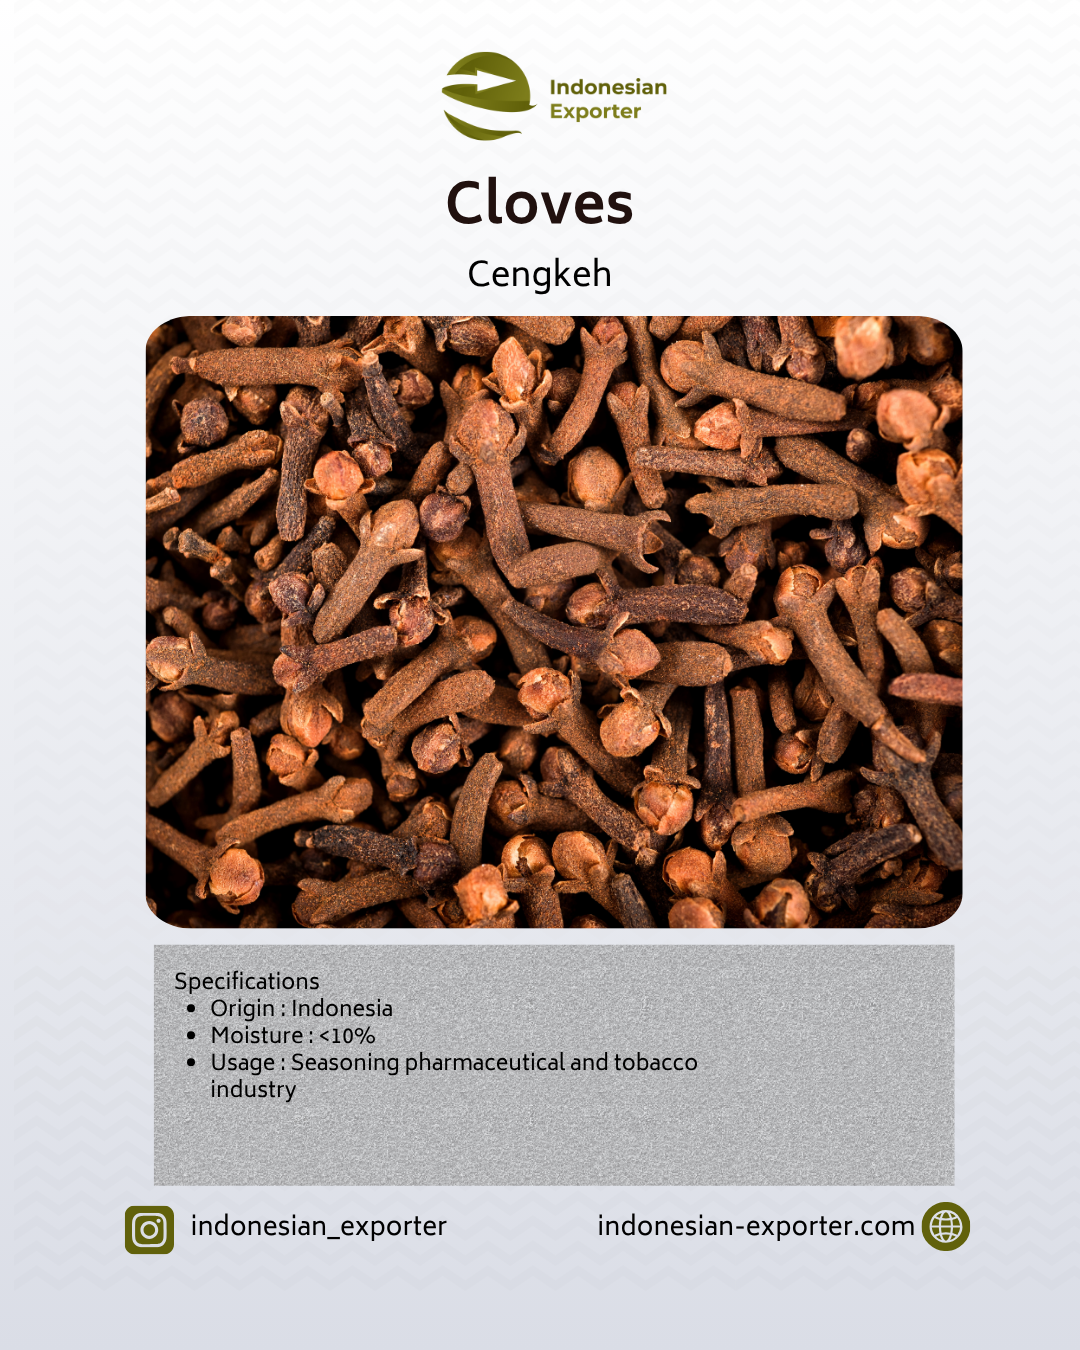 Indonesian
Exporter
Cloves
Cengkeh
Specifications
• Origin : Indonesia
• Moisture : <10%
• Usage : Seasoning pharmaceutical and tobacco
industry
indonesian_exporter
indonesian-exporter.com